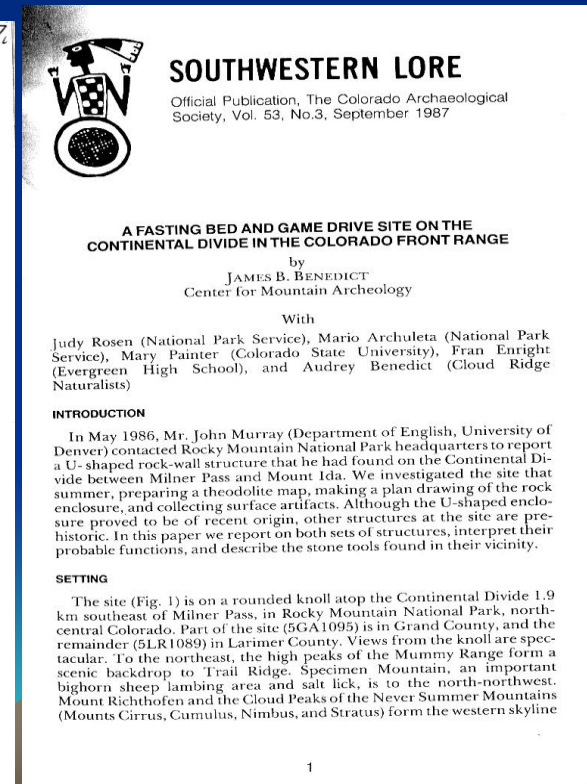 SOUTHWESTERN LORE
Official Publication, The Colorado Archaeological
Society, Vol. 53, No.3, September 1987
A FASTING BED AND GAME DRIVE SITE ON THE
CONTINENTAL DIVIDE IN THE COLORADO FRONT RANGE
by
JAMES B. BENEDICT
Center for Mountain Archeology
With
Judy Rosen (National Park Service), Mario Archuleta (National Park
Service), Mary Painter (Colorado State University), Fran Enright
(Evergreen High School), and Audrey Benedict (Cloud Ridge
Naturalists)
INTRODUCTION
In May 1986, Mr. John Murray (Department of English, University of
Denver) contacted Rocky Mountain National Park headquarters to report
a U- shaped rock-wall structure that he had found on the Continental Di-
vide between Milner Pass and Mount Ida. We investigated the site that
summer, preparing a theodolite map, making a plan drawing of the rock
enclosure, and collecting surface artifacts. Although the U-shaped enclo-
sure proved to be of recent origin, other structures at the site are pre-
historic. In this paper we report on both sets of structures, interpret their
probable functions, and describe the stone tools found in their vicinity.
SETTING
The site (Fig. 1) is on a rounded knoll atop the Continental Divide 1.9
km southeast of Milner Pass, in Rocky Mountain National Park, north-
central Colorado. Part of the site (5GA1095) is in Grand County, and the
remainder (5LR1089) in Larimer County. Views from the knoll are spec-
tacular. To the northeast, the high peaks of the Mummy Range form a
scenic backdrop to Trail Ridge. Specimen Mountain, an important
bighorn sheep lambing area and salt lick, is to the north-northwest.
Mount Richthofen and the Cloud Peaks of the Never Summer Mountains
(Mounts Cirrus, Cumulus, Nimbus, and Stratus) form the western skyline
1